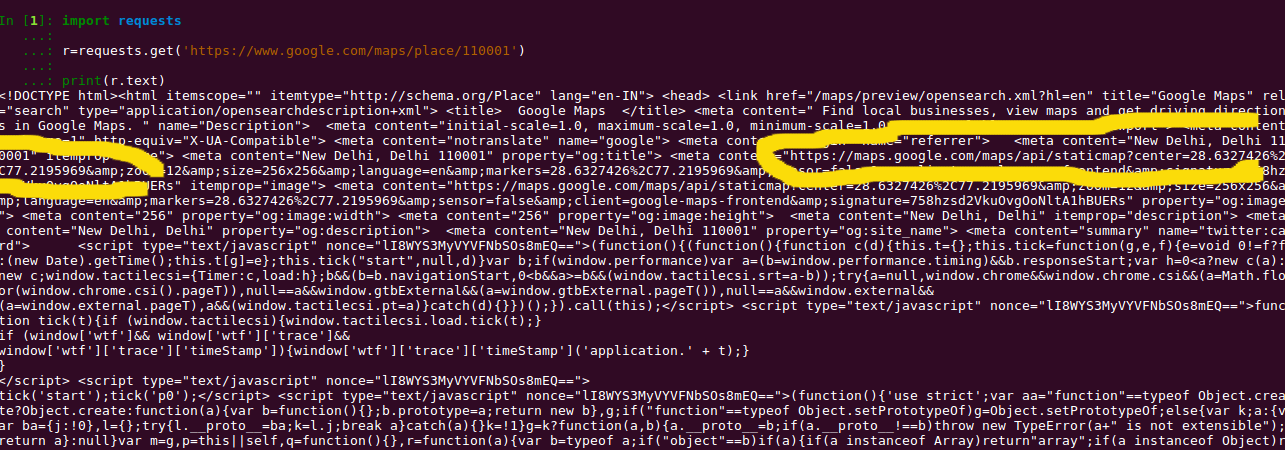 In [1]: import requests
...:
...: r=requests.get('https://www.google.com/maps/place/110001')
...:
...: print(r.text)
<!DOCTYPE html><html itemscope="" itemtype="http://schema.org/Place" lang="en-IN"> <head> <link href="/maps/preview/opensearch.xml?hl=en" title="Google Maps" rel
="search" type="application/opensearchdescription+xml"> <title>  Google Maps  </title> <meta content=" Find local businesses, view maps and get driving direction
s in Google Maps. " name="Description">  <meta content="initial-scale=1.0, maximum-scale=1.0, minimum-scale=1.0 <meta content
=1" http-equiv="X-UA-Compatible"> <meta content="notranslate" name="google"> <meta name="referrer">   <meta content="New Delhi, De
0001" itemprop > <meta content="New Delhi, Delhi 110001" property="og:title"> <meta conte "https://maps.google.com/maps/api/staticmap?center=28.6327426%2
C77.2195969&amp;zoo =12&amp;size=256x256&amp;language=en&amp;markers=28.6327426%2C77.2195969&amp; sor=fal
UERs" itemprop="image"> <meta content="https://maps.google.com/maps/api/staticmap?center=28.6327426%2C77.2195969&amp;zoom=12&amp;size=256x256&a
mp;language=en&amp;markers=28.6327426%2C77.2195969&amp;sensor=false&amp;client=google-maps-frontend&amp;signature=758hzsd2VkuOvgOoNltA1hBUERs" property="og:image
"> <meta content="256" property="og:image:width"> <meta content="256" property="og:image:height">  <meta content="New Delhi, Delhi" itemprop="description"> <meta
content="New Delhi, Delhi" property="og:description">  <meta content="New Delhi, Delhi 110001" property="og:site_name"> <meta content="summary" name="twitter:ca
rd">      <script type="text/javascript" nonce="lI8WYS3MyVYVFNbSOs8mEQ==">(function(){(function(){function c(d){this.t={};this.tick=function(g,e,f){e=void 0!=f?f
:(new Date).getTime();this.t[g]=e};this.tick("start",null,d)}var b;if(window.performance)var a=(b=window.performance.timing)&&b.responseStart;var h=0<a?new c(a):
new c;window.tactilecsi={Timer:c,load:h};b&&(b=b.navigationStart,0<b&&a>=b&&(window.tactilecsi.srt=a-b));try{a=null,window.chrome&&window.chrome.csi&&(a=Math.flo
or(window.chrome.csi().pageT)),null==a&&window.gtbExternal&&(a=window.gtbExternal.pageT()),null==a&&window.external&&
(a=window.external.pageT),a&&(window.tactilecsi.pt=a)}catch(d){}})();}).call(this);</script> <script type="text/javascript" nonce="lI8WYS3MyVYVFNbSOs8mEQ==">func
tion tick(t){if (window.tactilecsi){window.tactilecsi.load.tick(t);}
if (window['wtf']&& window['wtf']['trace']&&
window['wtf']['trace']['timeStamp']){window['wtf']['trace']['timeStamp']('application.' + t);}
}
</script> <script type="text/javascript" nonce="lI8WYS3MyVYVFNbSOs8mEQ==">
tick('start');tick('p0');</script> <script type="text/javascript" nonce="lI8WYS3MyVYVFNbSOs8mEQ==">(function(){'use strict';var aa="function"==typeof Object.crea
te?Object.create:function(a){var b=function(){};b.prototype=a;return new b},g;if("function"==typeof Object.setPrototypeOf)g=Object.setPrototypeOf;else{var k;a:{v
ar ba={j:!0},l={};try{l.__proto__=ba;k=l.j;break a}catch(a){}k=!1}g=k?function(a,b){a.__proto__=b;if(a.__proto__!==b)throw new TypeError(a+" is not extensible");
return a}:null}var m=g,p=this||self,q=function(){},r=function(a){var b=typeof a;if("object"==b)if(a){if(a instanceof Array)return"array";if(a instanceof Object)r